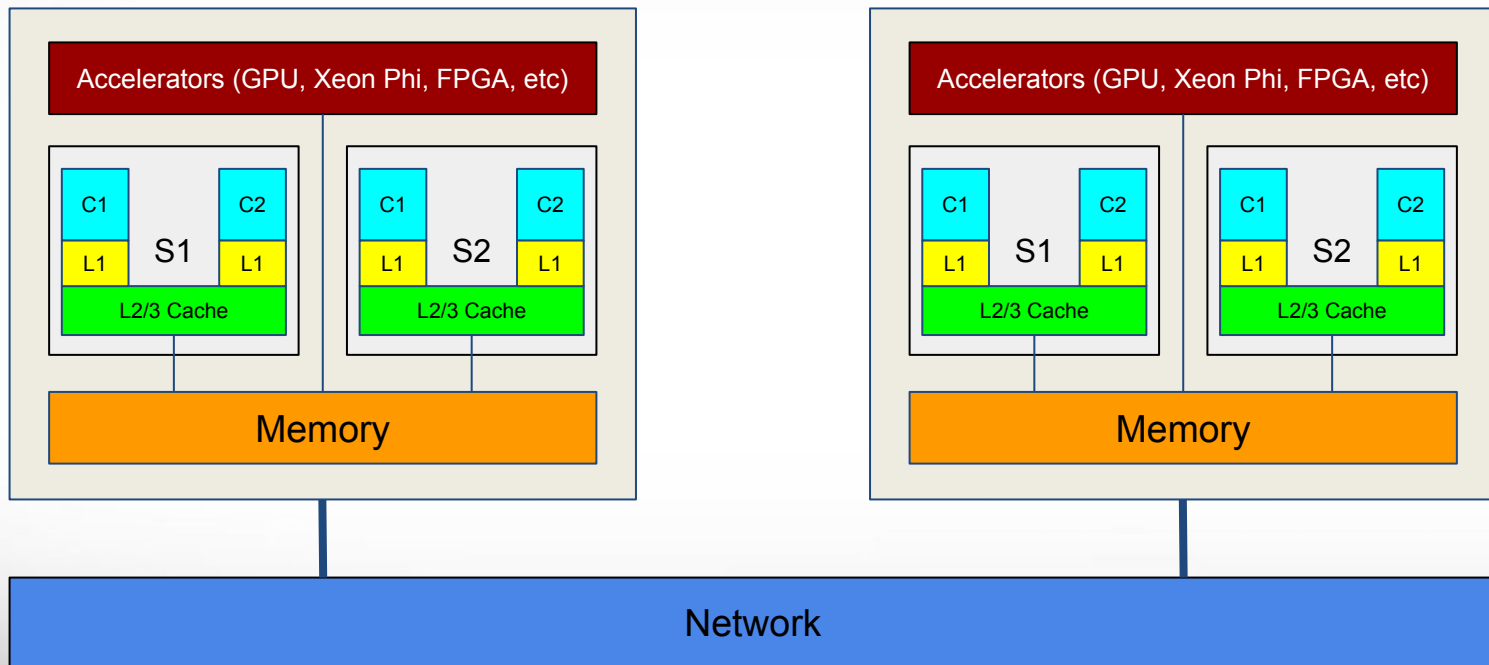 Accelerators (GPU, Xeon Phi, FPGA, etc)
C1
C2
S1
L1
L1
L2/3 Cache
C1
C2
S2
L1
L1
L2/3 Cache
Memory
Accelerators (GPU, Xeon Phi, FPGA, etc)
C1
C2
S1
L1
L1
L2/3 Cache
C1
C2
S2
L1
L1
L2/3 Cache
Memory
Network